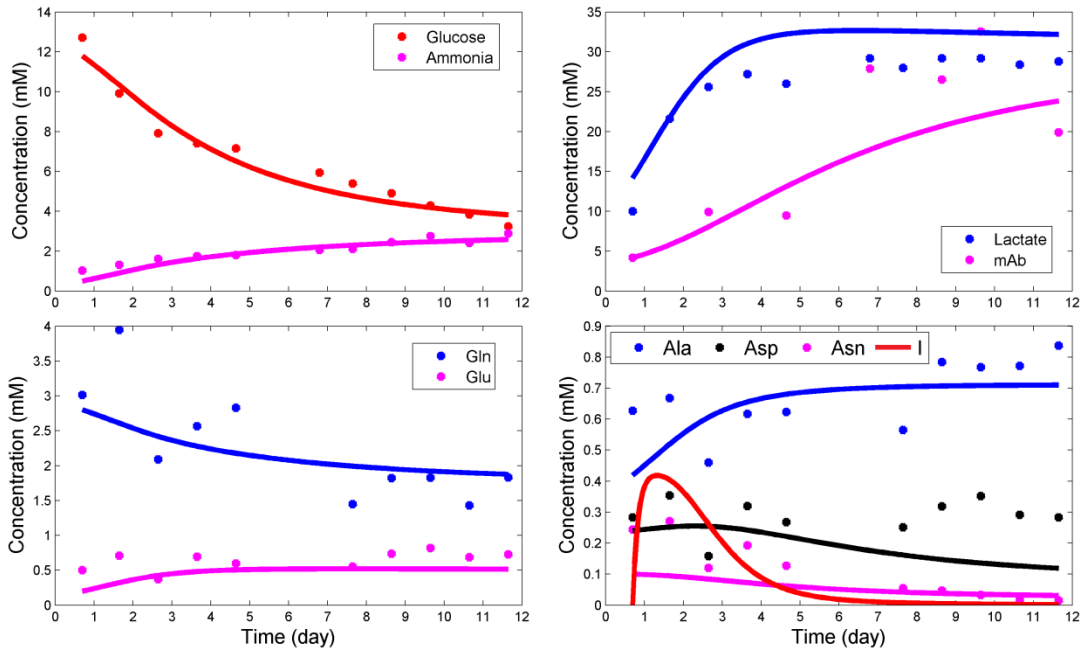 14
12
10
8
6
4
2
0
Concentration (mM)
Glucose
Ammonia
0 1 2 3 4 5 6 7 8 9 10 11 12
35
30
25
20
15
10
5
0
Concentration (mM)
Lactate
mAb
0 1 2 3 4 5 6 7 8 9 10 11 12
4
3.5
3
2.5
2
1.5
1
0.5
0
Concentration (mM)
Gln
Glu
0 1 2 3 4 5 6 7 8 9 10 11 12
Time (day)
0.9
0.8
0.7
0.6
0.5
0.4
0.3
0.2
0.1
0
Concentration (mM)
Ala Asp Asn I
0 1 2 3 4 5 6 7 8 9 10 11 12
Time (day)